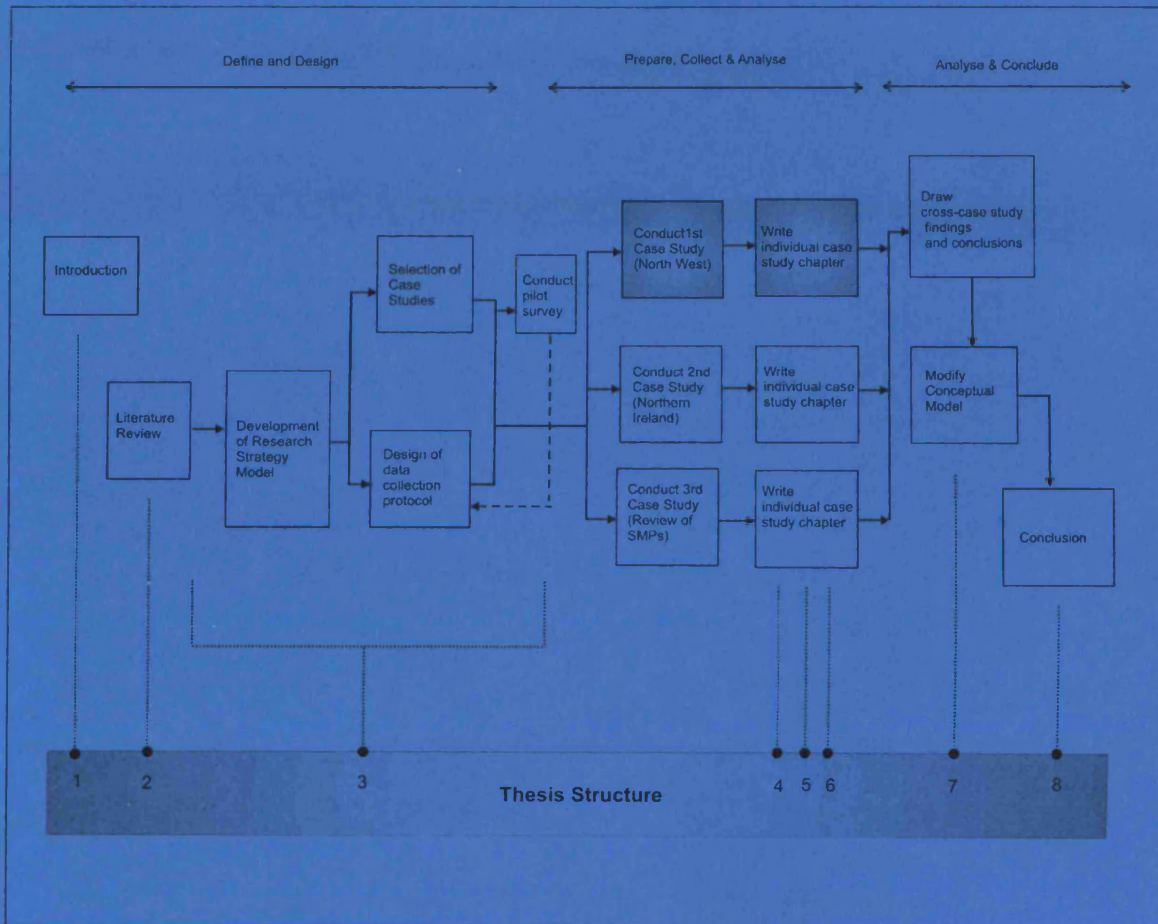 Define and Design
Prepare, Collect & Analyse
Analyse & Conclude
Introduction
Literature
Review
Development
of Research
Strategy
Model
Selection of
Case
Studies
Design of
data
collection
protocol
Conduct
pilot
survey
Conduct1st
Case Study
(North West)
Write
individual case
study chapter
Conduct 2nd
Case Study
(Northern
Ireland)
Write
individual case
study chapter
Conduct 3rd
Case Study
(Review of
SMPs)
Write
individual case
study chapter
Draw
cross-case study
findings
and conclusions
Modify
Conceptual
Model
Conclusion
1
2
3
4
5
6
7
8
Thesis Structure